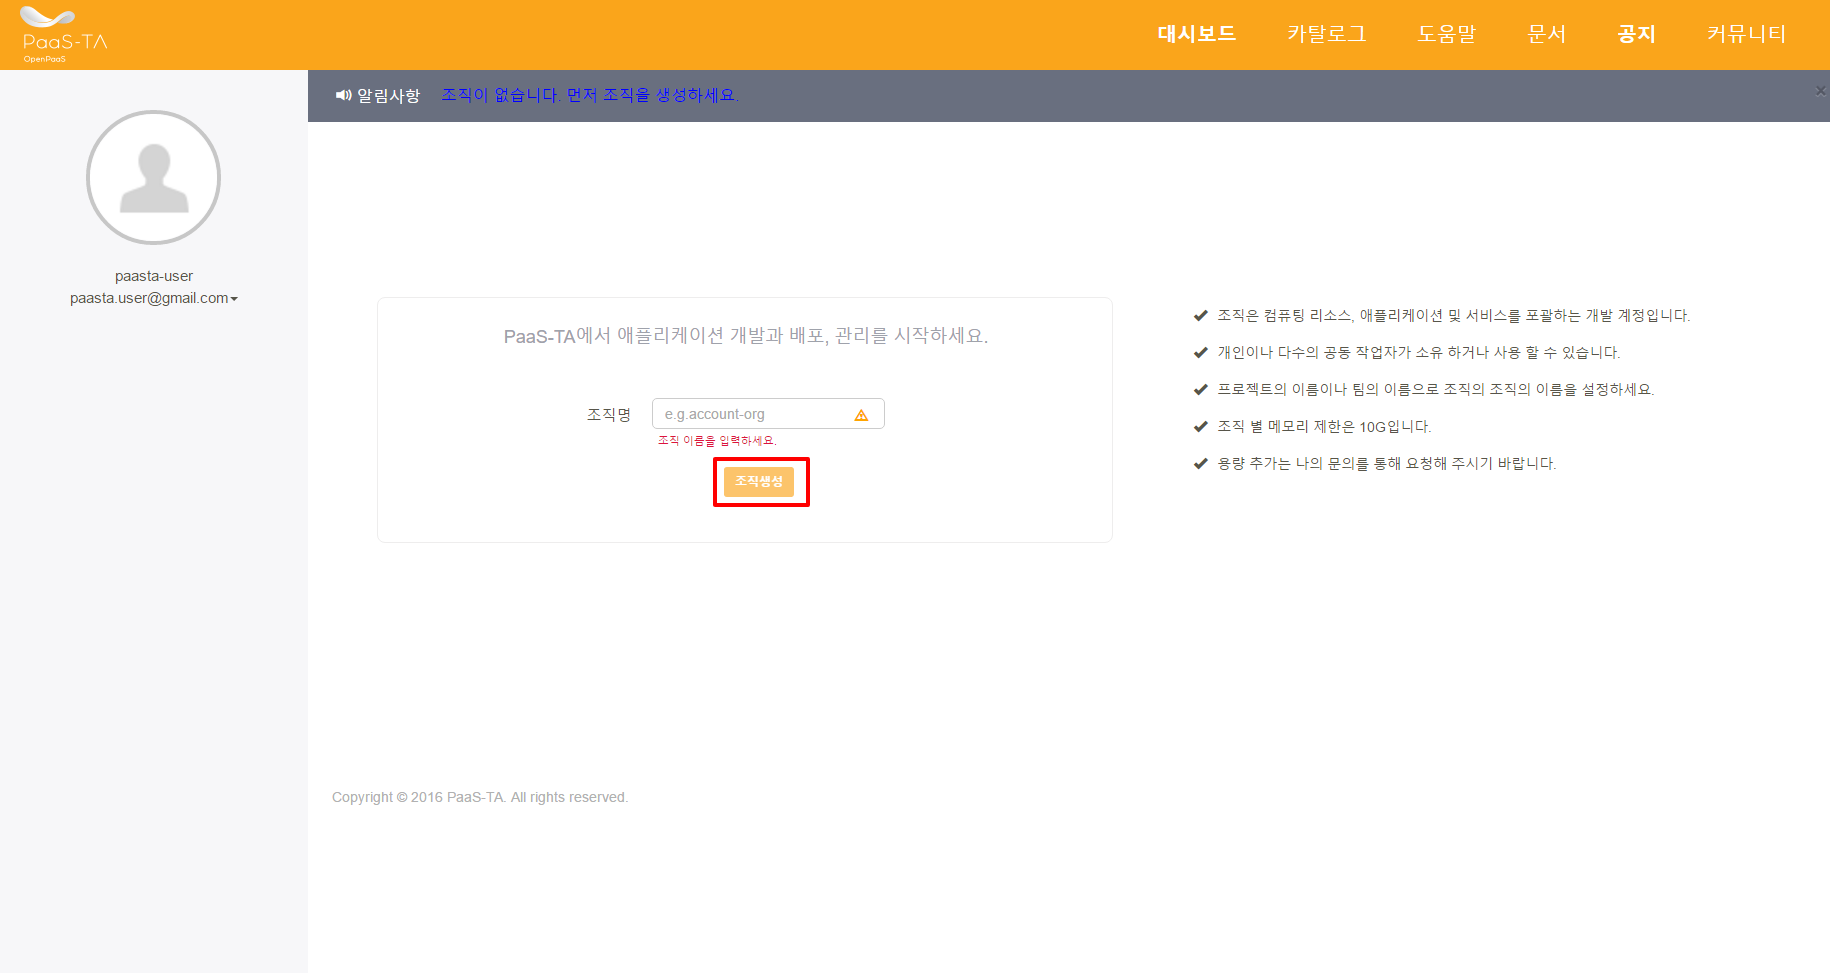 PaaS-TA
OpenPaaS
대시보드 카탈로그 도움말 문서 공지 커뮤니티
알림사항 조직이 없습니다. 먼저 조직을 생성하세요.
×
paasta-user
paasta.user@gmail.com
PaaS-TA에서 애플리케이션 개발과 배포, 관리를 시작하세요.
조직명 e.g.account-org
조직 이름을 입력하세요.
조직생성
조직은 컴퓨팅 리소스, 애플리케이션 및 서비스를 포괄하는 개발 계정입니다.
개인이나 다수의 공동 작업자가 소유 하거나 사용 할 수 있습니다.
프로젝트의 이름이나 팀의 이름으로 조직의 조직의 이름을 설정하세요.
조직 별 메모리 제한은 10G입니다.
용량 추가는 나의 문의를 통해 요청해 주시기 바랍니다.
Copyright © 2016 PaaS-TA. All rights reserved.